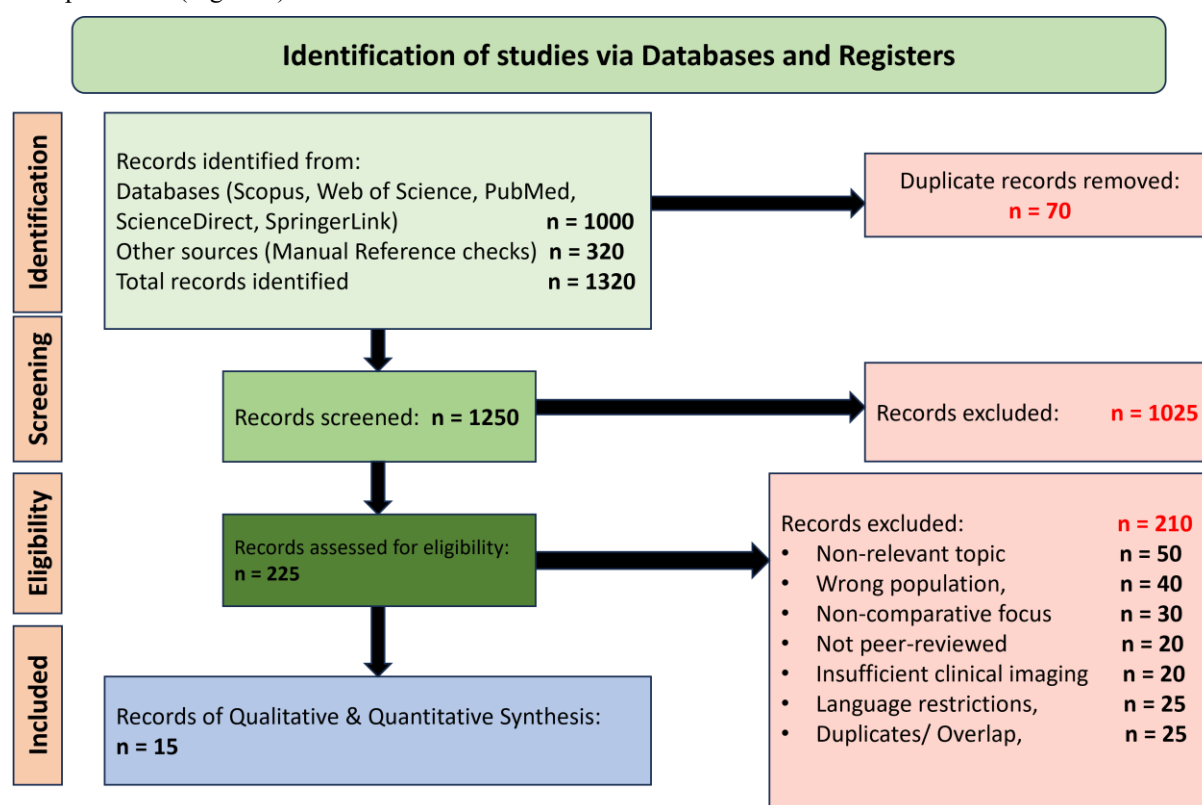 Identification of studies via Databases and Registers
Identification
Records identified from:
Databases (Scopus, Web of Science, PubMed,
ScienceDirect, SpringerLink) n = 1000
Other sources (Manual Reference checks) n = 320
Total records identified n = 1320
Duplicate records removed:
n = 70
Screening
Records screened: n = 1250
Records excluded: n = 1025
Eligibility
Records assessed for eligibility:
n = 225
Records excluded: n = 210
• Non-relevant topic n = 50
• Wrong population, n = 40
• Non-comparative focus n = 30
• Not peer-reviewed n = 20
• Insufficient clinical imaging n = 20
• Language restrictions, n = 25
• Duplicates/ Overlap, n = 25
Included
Records of Qualitative & Quantitative Synthesis:
n = 15